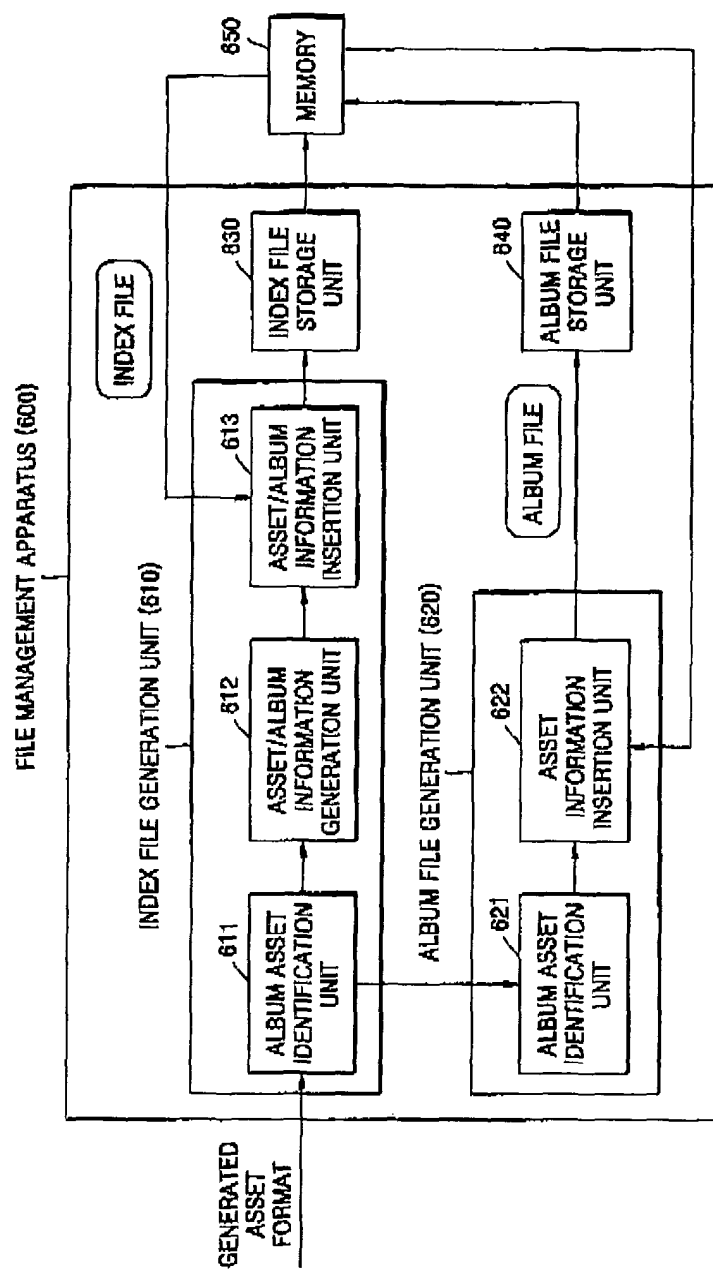 FILE MANAGEMENT APPARATUS (600)
INDEX FILE GENERATION UNIT (610)
INDEX FILE
GENERATED
ASSET
FORMAT
611
ALBUM ASSET
IDENTIFICATION
UNIT
612
ASSET/ALBUM
INFORMATION
GENERATION UNIT
613
ASSET/ALBUM
INFORMATION
INSERTION UNIT
630
INDEX FILE
STORAGE
UNIT
650
MEMORY
ALBUM FILE GENERATION UNIT (620)
ALBUM FILE
621
ALBUM ASSET
IDENTIFICATION
UNIT
622
ASSET
INFORMATION
INSERTION UNIT
640
ALBUM FILE
STORAGE
UNIT